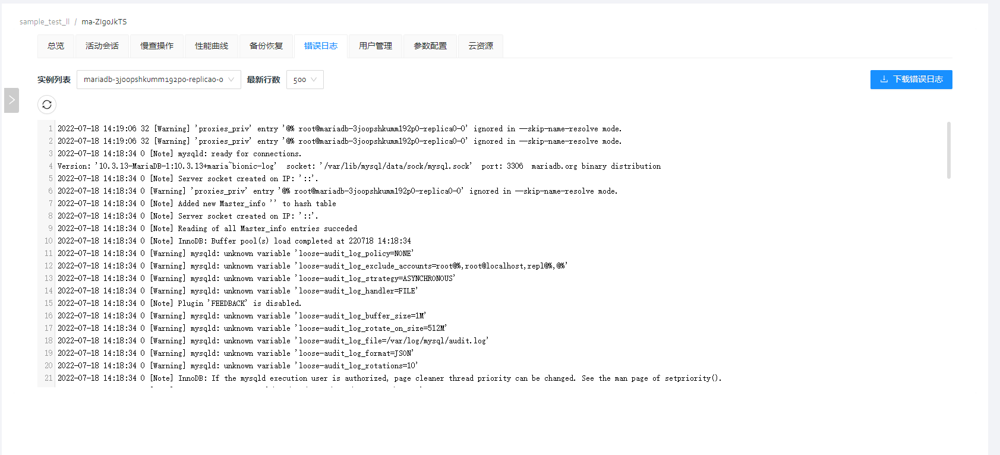 sample_test_ll / ma-ZIgoJkTS
总览 活动会话 慢查操作 性能曲线 备份恢复 错误日志 用户管理 参数配置 云资源
实例列表 mariadb-3joopshkumm192p0-replica0-0 最新行数 500 下载错误日志
1 2022-07-18 14:19:06 32 [Warning] 'proxies_priv' entry '@% root@mariadb-3joopshkumm192p0-replica0-0' ignored in --skip-name-resolve mode.
2 2022-07-18 14:19:06 32 [Warning] 'proxies_priv' entry '@% root@mariadb-3joopshkumm192p0-replica0-0' ignored in --skip-name-resolve mode.
3 2022-07-18 14:18:34 0 [Note] mysqld: ready for connections.
4 Version: '10.3.13-MariaDB-1:10.3.13+maria~bionic-log'  socket: '/var/lib/mysql/data/sock/mysql.sock'  port: 3306  mariadb.org binary distribution
5 2022-07-18 14:18:34 0 [Note] Server socket created on IP: '::'.
6 2022-07-18 14:18:34 0 [Warning] 'proxies_priv' entry '@% root@mariadb-3joopshkumm192p0-replica0-0' ignored in --skip-name-resolve mode.
7 2022-07-18 14:18:34 0 [Note] Added new Master_info '' to hash table
8 2022-07-18 14:18:34 0 [Note] Server socket created on IP: '::'.
9 2022-07-18 14:18:34 0 [Note] Reading of all Master_info entries succeded
10 2022-07-18 14:18:34 0 [Note] InnoDB: Buffer pool(s) load completed at 220718 14:18:34
11 2022-07-18 14:18:34 0 [Warning] mysqld: unknown variable 'loose-audit_log_policy=NONE'
12 2022-07-18 14:18:34 0 [Warning] mysqld: unknown variable 'loose-audit_log_exclude_accounts=root@%,root@localhost,repl@%,@%'
13 2022-07-18 14:18:34 0 [Warning] mysqld: unknown variable 'loose-audit_log_strategy=ASYNCHRONOUS'
14 2022-07-18 14:18:34 0 [Warning] mysqld: unknown variable 'loose-audit_log_handler=FILE'
15 2022-07-18 14:18:34 0 [Note] Plugin 'FEEDBACK' is disabled.
16 2022-07-18 14:18:34 0 [Warning] mysqld: unknown variable 'loose-audit_log_buffer_size=1M'
17 2022-07-18 14:18:34 0 [Warning] mysqld: unknown variable 'loose-audit_log_rotate_on_size=512M'
18 2022-07-18 14:18:34 0 [Warning] mysqld: unknown variable 'loose-audit_log_file=/var/log/mysql/audit.log'
19 2022-07-18 14:18:34 0 [Warning] mysqld: unknown variable 'loose-audit_log_format=JSON'
20 2022-07-18 14:18:34 0 [Warning] mysqld: unknown variable 'loose-audit_log_rotations=10'
21 2022-07-18 14:18:34 0 [Note] InnoDB: If the mysqld execution user is authorized, page cleaner thread priority can be changed. See the man page of setpriority().